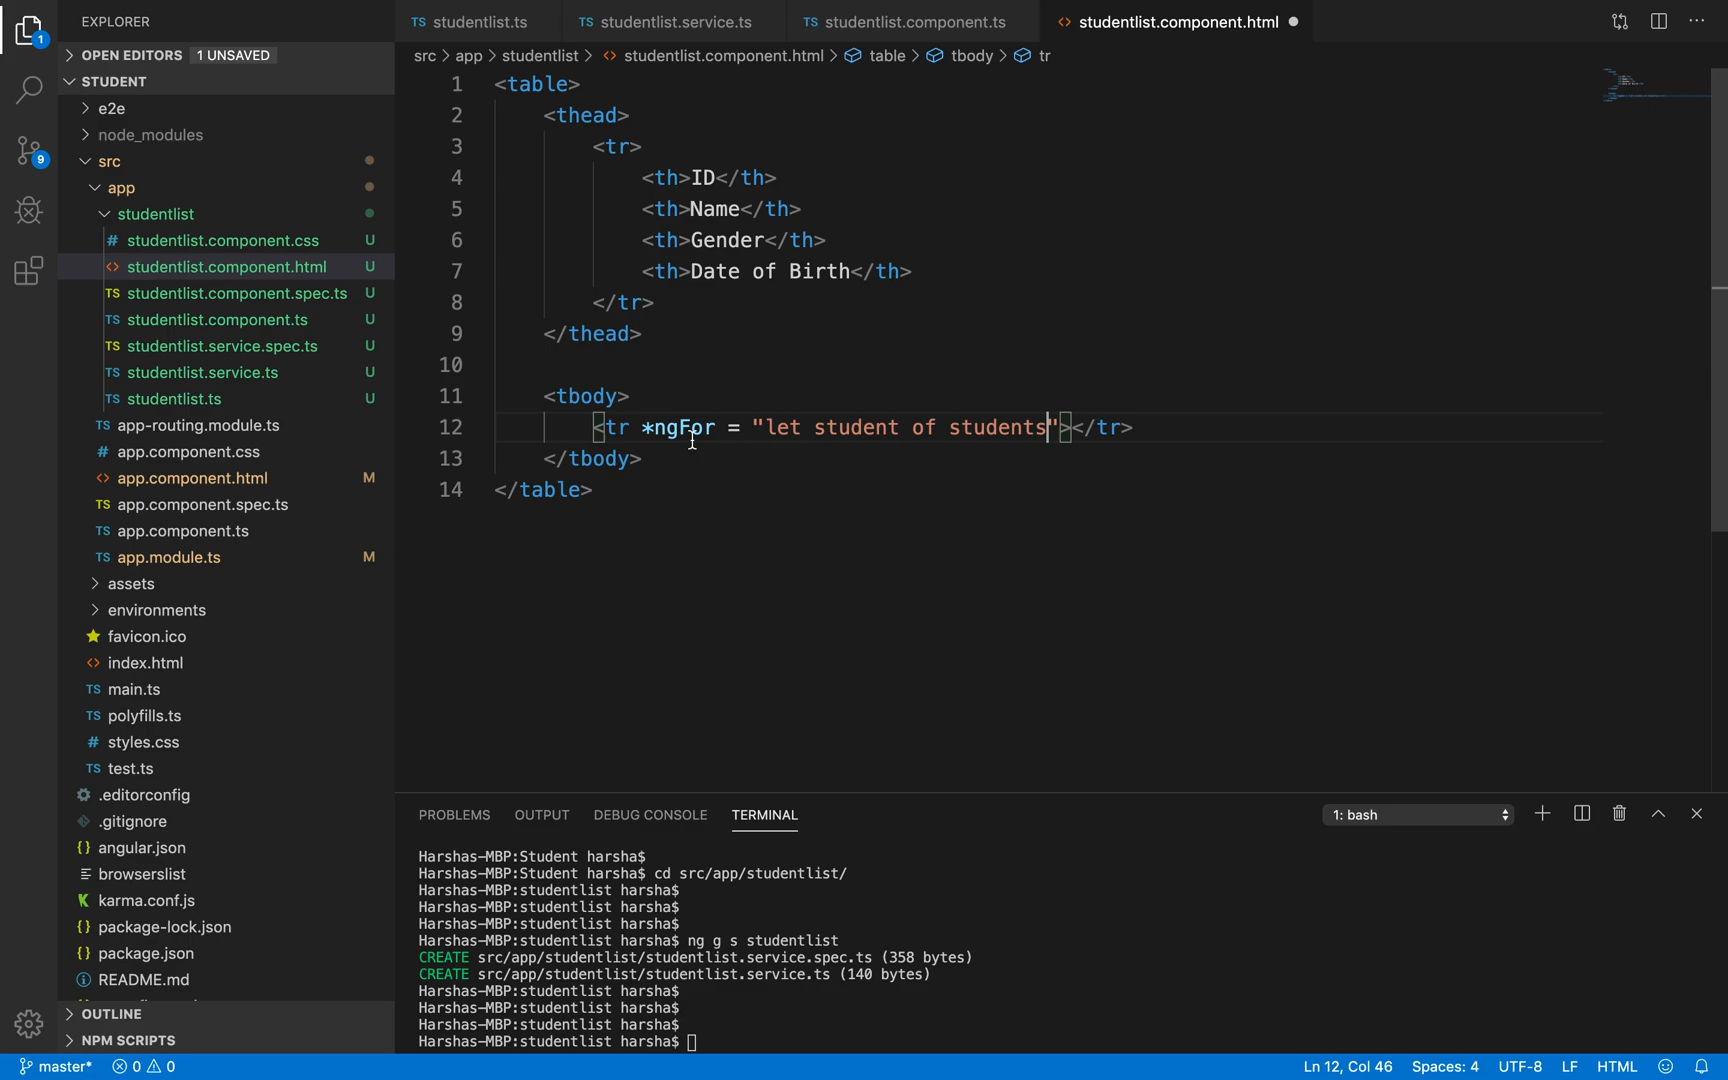 EXPLORER
OPEN EDITORS 1 UNSAVED
STUDENT
e2e
node_modules
src
app
studentlist
# studentlist.component.css U
<> studentlist.component.html U
TS studentlist.component.spec.ts U
TS studentlist.component.ts U
TS studentlist.service.spec.ts U
TS studentlist.service.ts U
TS studentlist.ts U
TS app-routing.module.ts
# app.component.css
<> app.component.html M
TS app.component.spec.ts
TS app.component.ts
TS app.module.ts M
assets
environments
favicon.ico
<> index.html
TS main.ts
TS polyfills.ts
# styles.css
TS test.ts
.editorconfig
.gitignore
{} angular.json
browserslist
K karma.conf.js
{} package-lock.json
{} package.json
README.md
OUTLINE
NPM SCRIPTS
1
9
TS studentlist.ts
TS studentlist.service.ts
TS studentlist.component.ts
<> studentlist.component.html
src > app > studentlist > <> studentlist.component.html > table > tbody > tr
1 <table>
2 <thead>
3 <tr>
4 <th>ID</th>
5 <th>Name</th>
6 <th>Gender</th>
7 <th>Date of Birth</th>
8 </tr>
9 </thead>
10
11 <tbody>
12 <tr *ngFor = "let student of students"></tr>
13 </tbody>
14 </table>
PROBLEMS OUTPUT DEBUG CONSOLE TERMINAL 1: bash
Harshas-MBP:Student harsha$
Harshas-MBP:Student harsha$ cd src/app/studentlist/
Harshas-MBP:studentlist harsha$
Harshas-MBP:studentlist harsha$
Harshas-MBP:studentlist harsha$
Harshas-MBP:studentlist harsha$ ng g s studentlist
CREATE src/app/studentlist/studentlist.service.spec.ts (358 bytes)
CREATE src/app/studentlist/studentlist.service.ts (140 bytes)
Harshas-MBP:studentlist harsha$
Harshas-MBP:studentlist harsha$
Harshas-MBP:studentlist harsha$
Harshas-MBP:studentlist harsha$
master* 0 0 Ln 12, Col 46 Spaces: 4 UTF-8 LF HTML